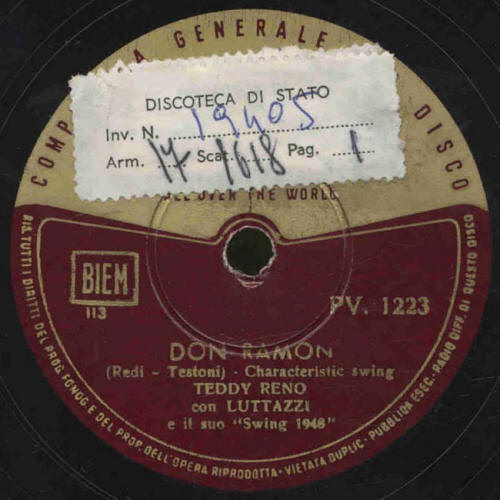 GENERALE
DISCO
DISCOTECA DI STATO
Inv. N. 19405
Arm. 17 Scat. 1618 Pag. 1
ALL OVER THE WORLD
BIEM
113
PV. 1223
DON RAMON
(Redi - Testoni) - Characteristic swing
TEDDY RENO
con LUTTAZZI
e il suo "Swing 1948"
RIS. TUTTI I DIRITTI DEL PROD. FONOG. E DEL PROP. DELL'OPERA RIPRODOTTA - VIETATA DUPLIC. - PUBBLICA ESEC. RADIO DIFF. DI QUESTO DISCO